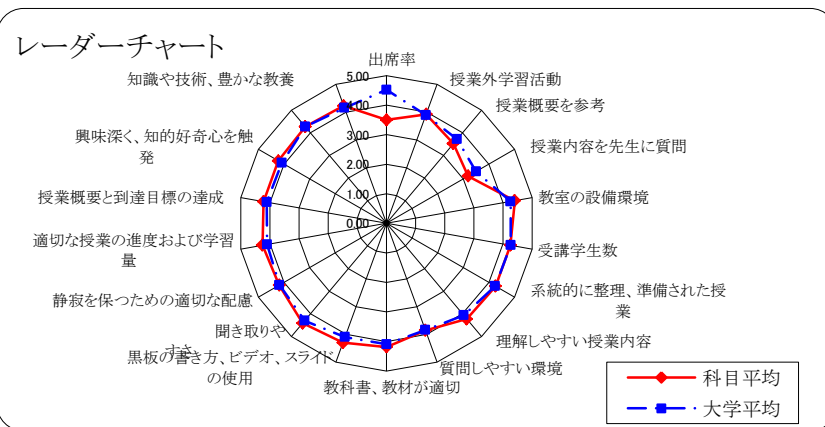 レーダーチャート
出席率
授業外学習活動
授業概要を参考
授業内容を先生に質問
教室の設備環境
受講学生数
系統的に整理、準備された授
業
理解しやすい授業内容
質問しやすい環境
教科書、教材が適切
黒板の書き方、ビデオ、スライド
の使用
聞き取りや
すさ
静寂を保つための適切な配慮
適切な授業の進度および学習
量
授業概要と到達目標の達成
興味深く、知的好奇心を触
発
知識や技術、豊かな教養
5.00
4.00
3.00
2.00
1.00
0.00
科目平均
大学平均